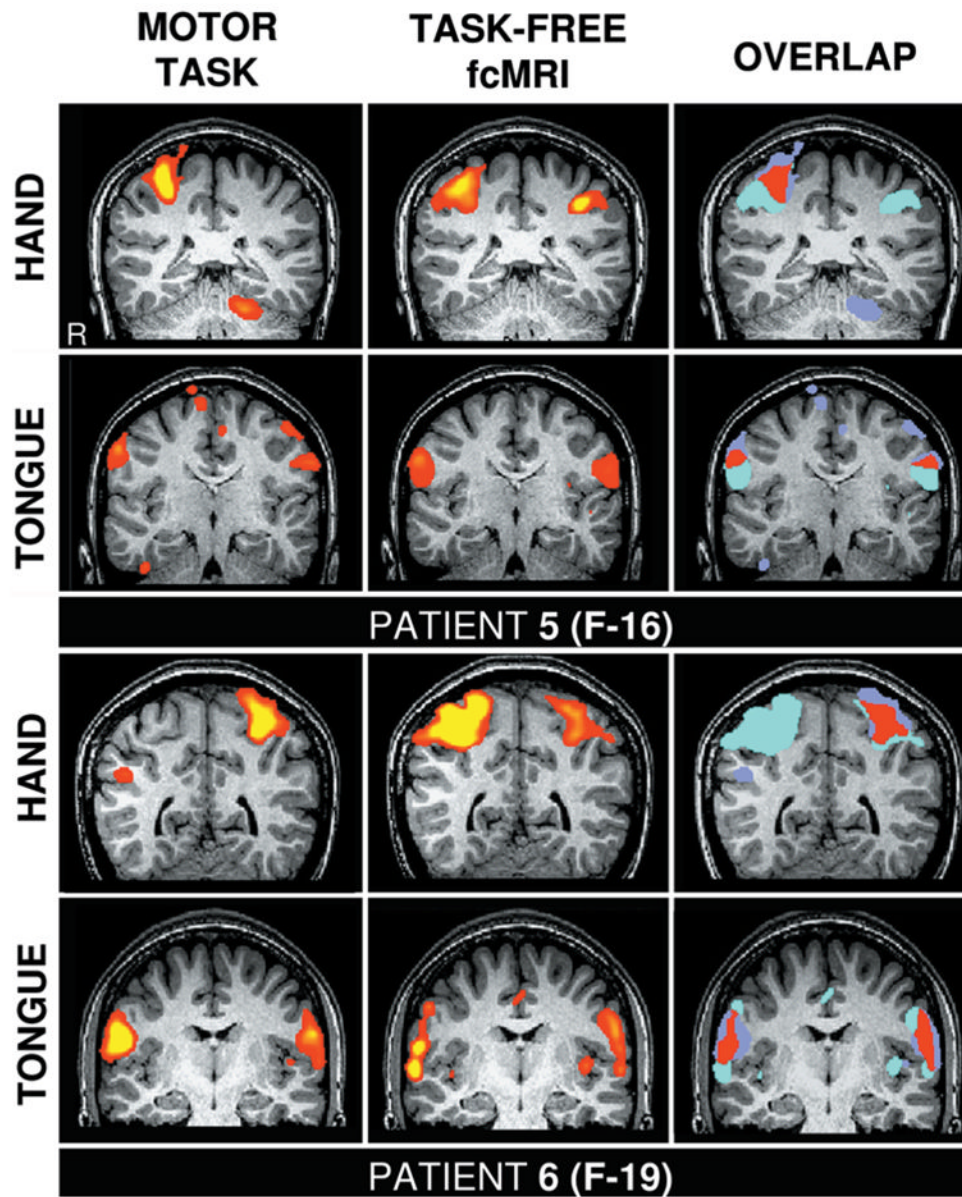 MOTOR TASK
TASK-FREE fcMRI
OVERLAP
HAND
R
TONGUE
PATIENT 5 (F-16)
HAND
TONGUE
PATIENT 6 (F-19)